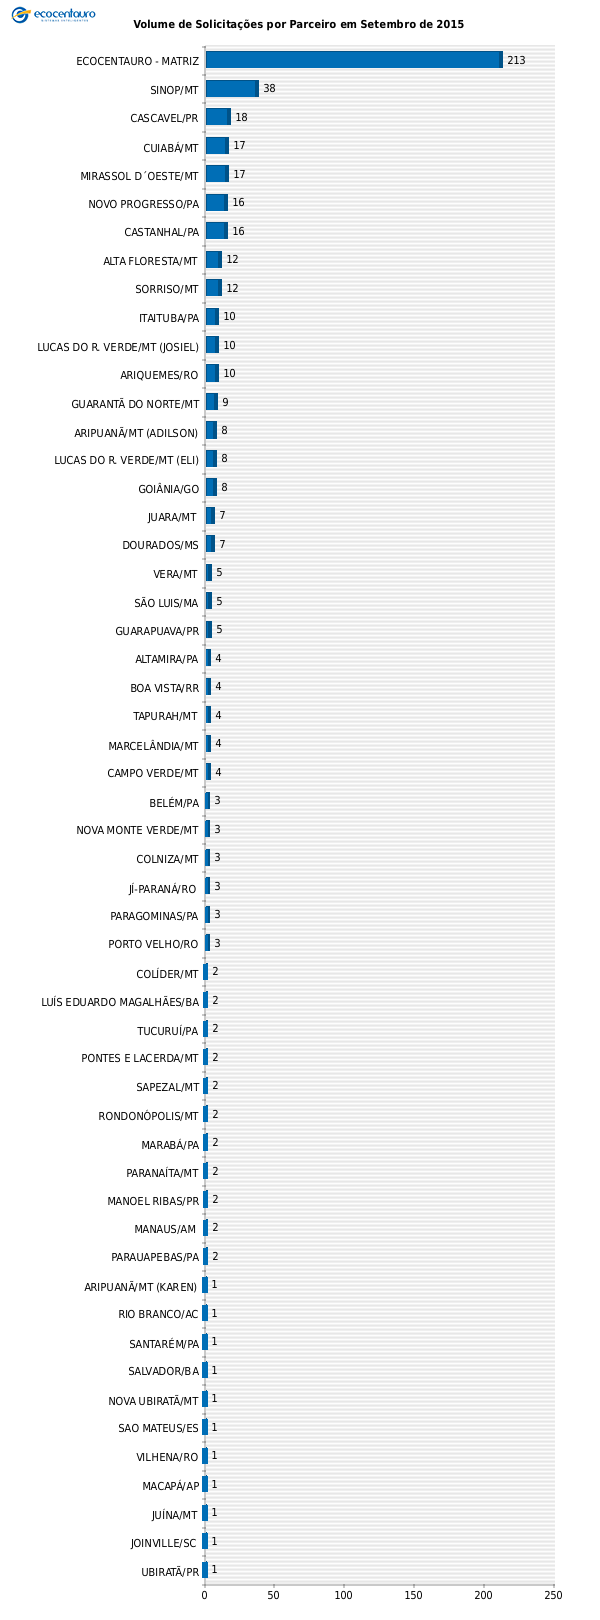 ecocentauro
Volume de Solicitações por Parceiro em Setembro de 2015
ECOCENTAURO - MATRIZ 213
SINOP/MT 38
CASCAVEL/PR 18
CUIABÁ/MT 17
MIRASSOL D´OESTE/MT 17
NOVO PROGRESSO/PA 16
CASTANHAL/PA 16
ALTA FLORESTA/MT 12
SORRISO/MT 12
ITAITUBA/PA 10
LUCAS DO R. VERDE/MT (JOSIEL) 10
ARIQUEMES/RO 10
GUARANTÃ DO NORTE/MT 9
ARIPUANÃ/MT (ADILSON) 8
LUCAS DO R. VERDE/MT (ELI) 8
GOIÂNIA/GO 8
JUARA/MT 7
DOURADOS/MS 7
VERA/MT 5
SÃO LUIS/MA 5
GUARAPUAVA/PR 5
ALTAMIRA/PA 4
BOA VISTA/RR 4
TAPURAH/MT 4
MARCELÂNDIA/MT 4
CAMPO VERDE/MT 4
BELÉM/PA 3
NOVA MONTE VERDE/MT 3
COLNIZA/MT 3
JÍ-PARANÁ/RO 3
PARAGOMINAS/PA 3
PORTO VELHO/RO 3
COLÍDER/MT 2
LUÍS EDUARDO MAGALHÃES/BA 2
TUCURUÍ/PA 2
PONTES E LACERDA/MT 2
SAPEZAL/MT 2
RONDONÓPOLIS/MT 2
MARABÁ/PA 2
PARANAÍTA/MT 2
MANOEL RIBAS/PR 2
MANAUS/AM 2
PARAUAPEBAS/PA 2
ARIPUANÃ/MT (KAREN) 1
RIO BRANCO/AC 1
SANTARÉM/PA 1
SALVADOR/BA 1
NOVA UBIRATÃ/MT 1
SAO MATEUS/ES 1
VILHENA/RO 1
MACAPÁ/AP 1
JUÍNA/MT 1
JOINVILLE/SC 1
UBIRATÃ/PR 1
0 50 100 150 200 250